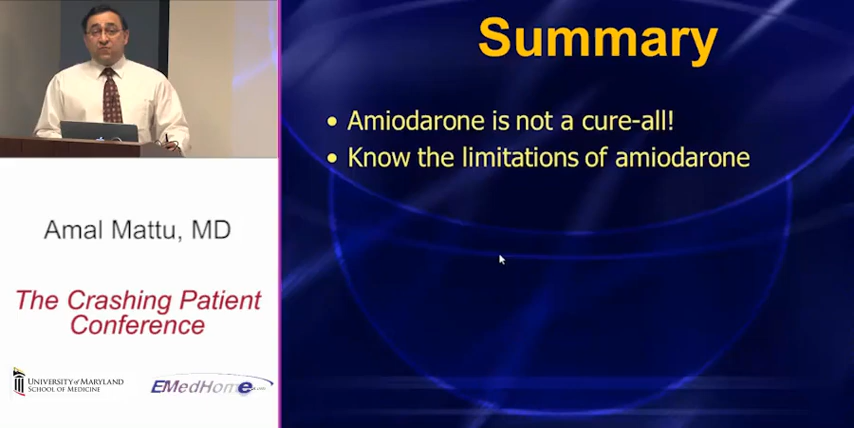 Summary
• Amiodarone is not a cure-all!
• Know the limitations of amiodarone
Amal Mattu, MD
The Crashing Patient
Conference
UNIVERSITY of MARYLAND
SCHOOL OF MEDICINE
EMedHome.com